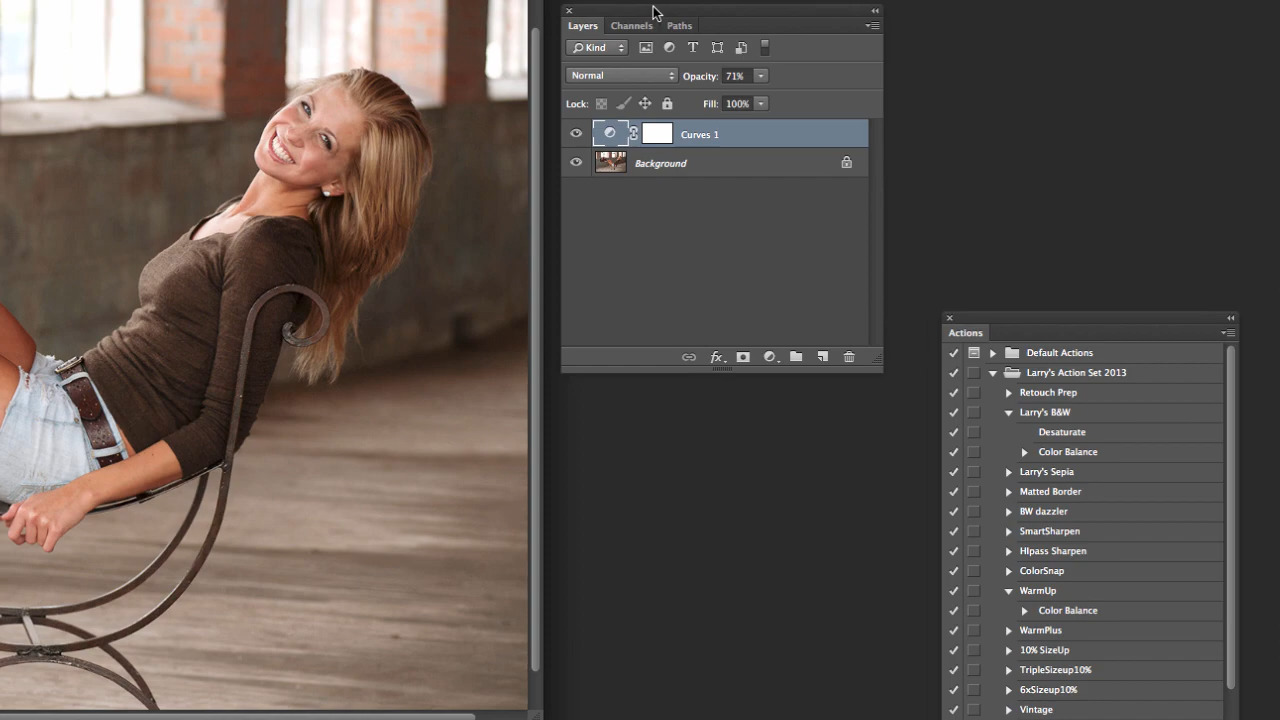 Layers Channels Paths
Kind
Normal Opacity: 71%
Lock: Fill: 100%
Curves 1
Background
fx
Actions
Default Actions
Larry's Action Set 2013
Retouch Prep
Larry's B&W
Desaturate
Color Balance
Larry's Sepia
Matted Border
BW dazzler
SmartSharpen
HIpass Sharpen
ColorSnap
WarmUp
Color Balance
WarmPlus
10% SizeUp
TripleSizeup10%
6xSizeup10%
Vintage